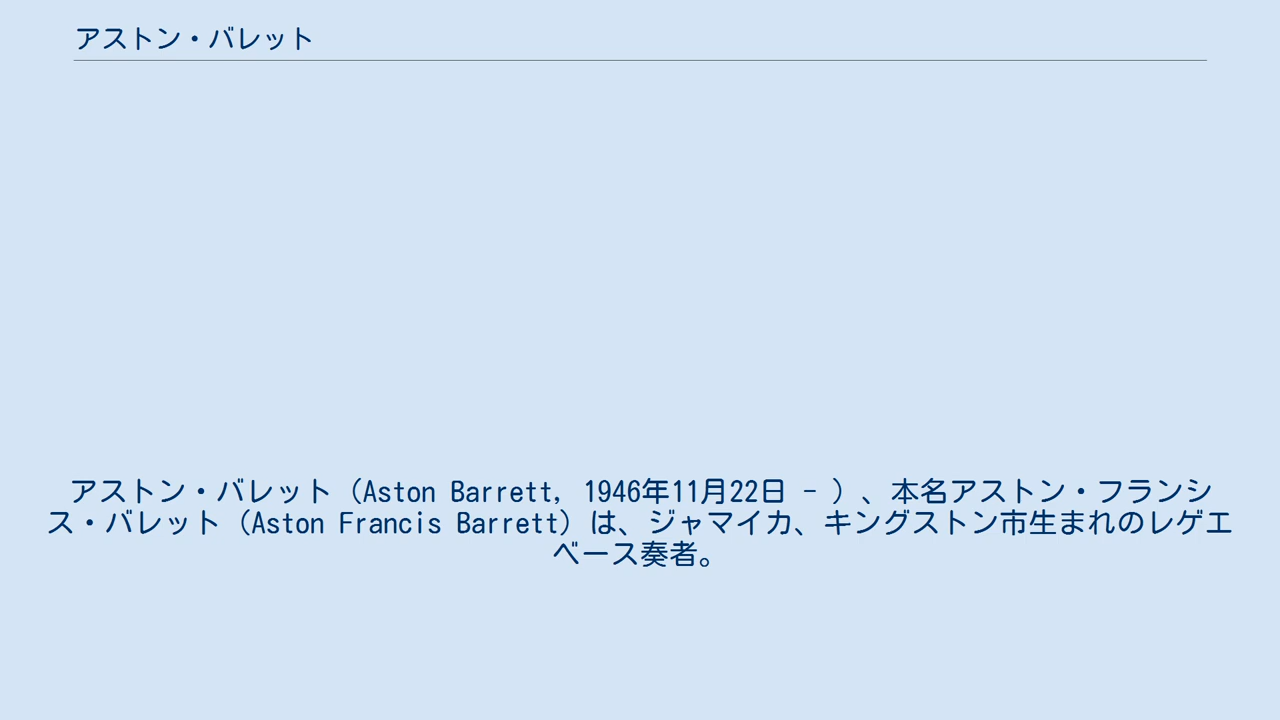 アストン・バレット
アストン・バレット（Aston Barrett, 1946年11月22日 - ）、本名アストン・フランシ
ス・バレット（Aston Francis Barrett）は、ジャマイカ、キングストン市生まれのレゲエ
ベース奏者。